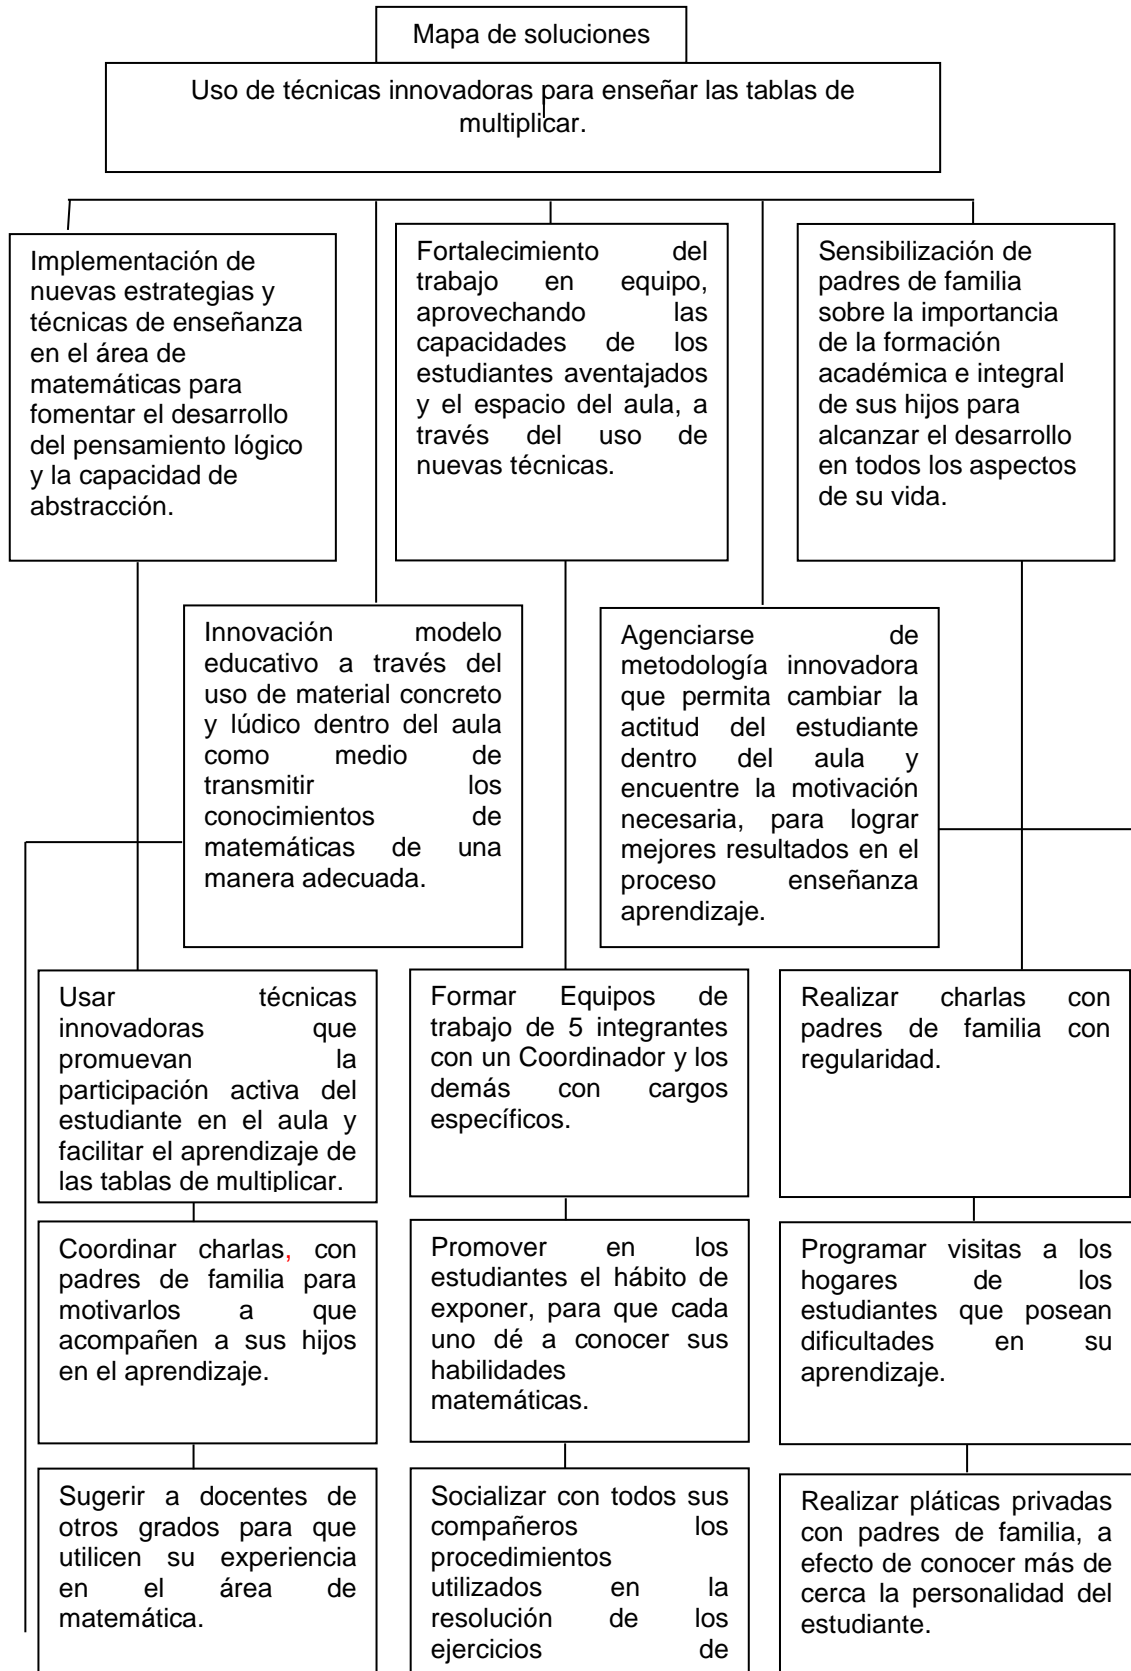 Mapa de soluciones
Uso de técnicas innovadoras para enseñar las tablas de
multiplicar.
Implementación de
nuevas estrategias y
técnicas de enseñanza
en el área de
matemáticas para
fomentar el desarrollo
del pensamiento lógico
y la capacidad de
abstracción.
Fortalecimiento del
trabajo en equipo,
aprovechando las
capacidades de los
estudiantes aventajados
y el espacio del aula, a
través del uso de
nuevas técnicas.
Sensibilización de
padres de familia
sobre la importancia
de la formación
académica e integral
de sus hijos para
alcanzar el desarrollo
en todos los aspectos
de su vida.
Innovación modelo
educativo a través del
uso de material concreto
y lúdico dentro del aula
como medio de
transmitir los
conocimientos de
matemáticas de una
manera adecuada.
Agenciarse de
metodología innovadora
que permita cambiar la
actitud del estudiante
dentro del aula y
encuentre la motivación
necesaria, para lograr
mejores resultados en el
proceso enseñanza
aprendizaje.
Usar técnicas
innovadoras que
promuevan la
participación activa del
estudiante en el aula y
facilitar el aprendizaje de
las tablas de multiplicar.
Formar Equipos de
trabajo de 5 integrantes
con un Coordinador y los
demás con cargos
específicos.
Realizar charlas con
padres de familia con
regularidad.
Coordinar charlas, con
padres de familia para
motivarlos a que
acompañen a sus hijos
en el aprendizaje.
Promover en los
estudiantes el hábito de
exponer, para que cada
uno dé a conocer sus
habilidades
matemáticas.
Programar visitas a los
hogares de los
estudiantes que posean
dificultades en su
aprendizaje.
Sugerir a docentes de
otros grados para que
utilicen su experiencia
en el área de
matemática.
Socializar con todos sus
compañeros los
procedimientos
utilizados en la
resolución de los
ejercicios de
Realizar pláticas privadas
con padres de familia, a
efecto de conocer más de
cerca la personalidad del
estudiante.